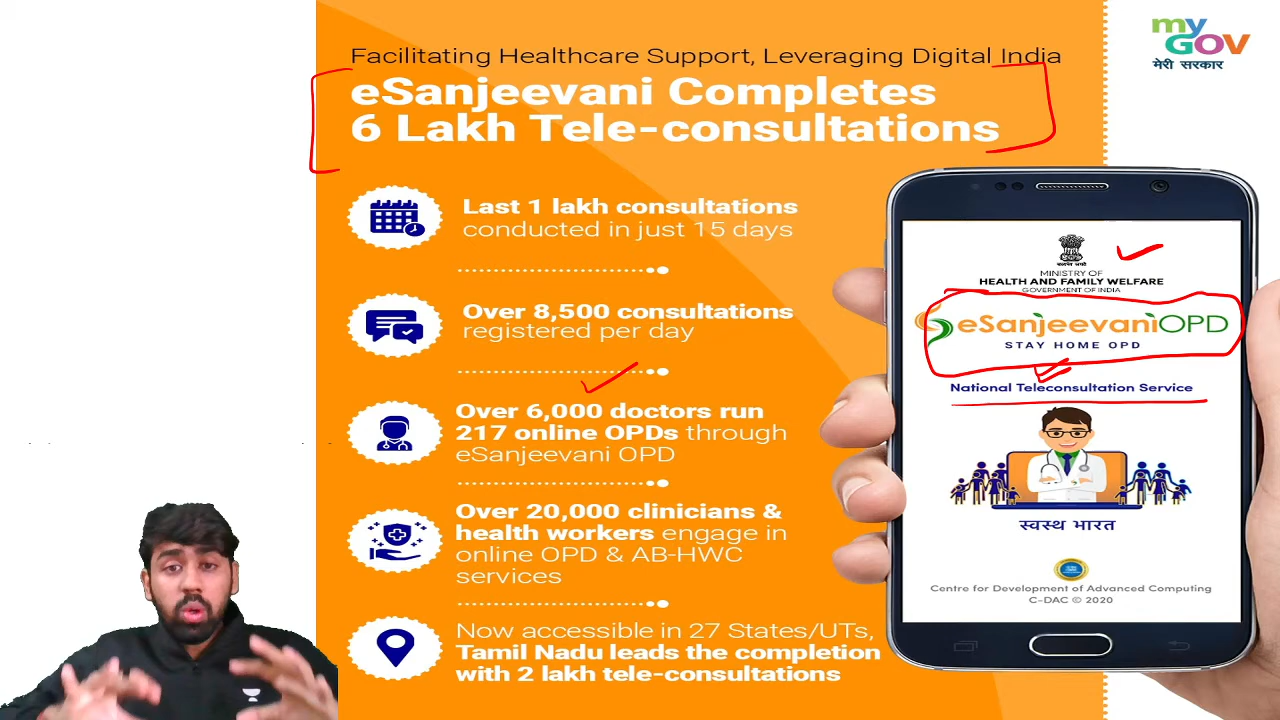 Facilitating Healthcare Support, Leveraging Digital India
eSanjeevani Completes
6 Lakh Tele-consultations
my
GOV
मेरी सरकार
Last 1 lakh consultations
conducted in just 15 days
Over 8,500 consultations
registered per day
Over 6,000 doctors run
217 online OPDs through
eSanjeevani OPD
Over 20,000 clinicians &
health workers engage in
online OPD & AB-HWC
services
Now accessible in 27 States/UTs,
Tamil Nadu leads the completion
with 2 lakh tele-consultations
सत्यमेव जयते
MINISTRY OF
HEALTH AND FAMILY WELFARE
GOVERNMENT OF INDIA
eSanjeevaniOPD
STAY HOME OPD
National Teleconsultation Service
स्वस्थ भारत
Centre for Development of Advanced Computing
C-DAC © 2020